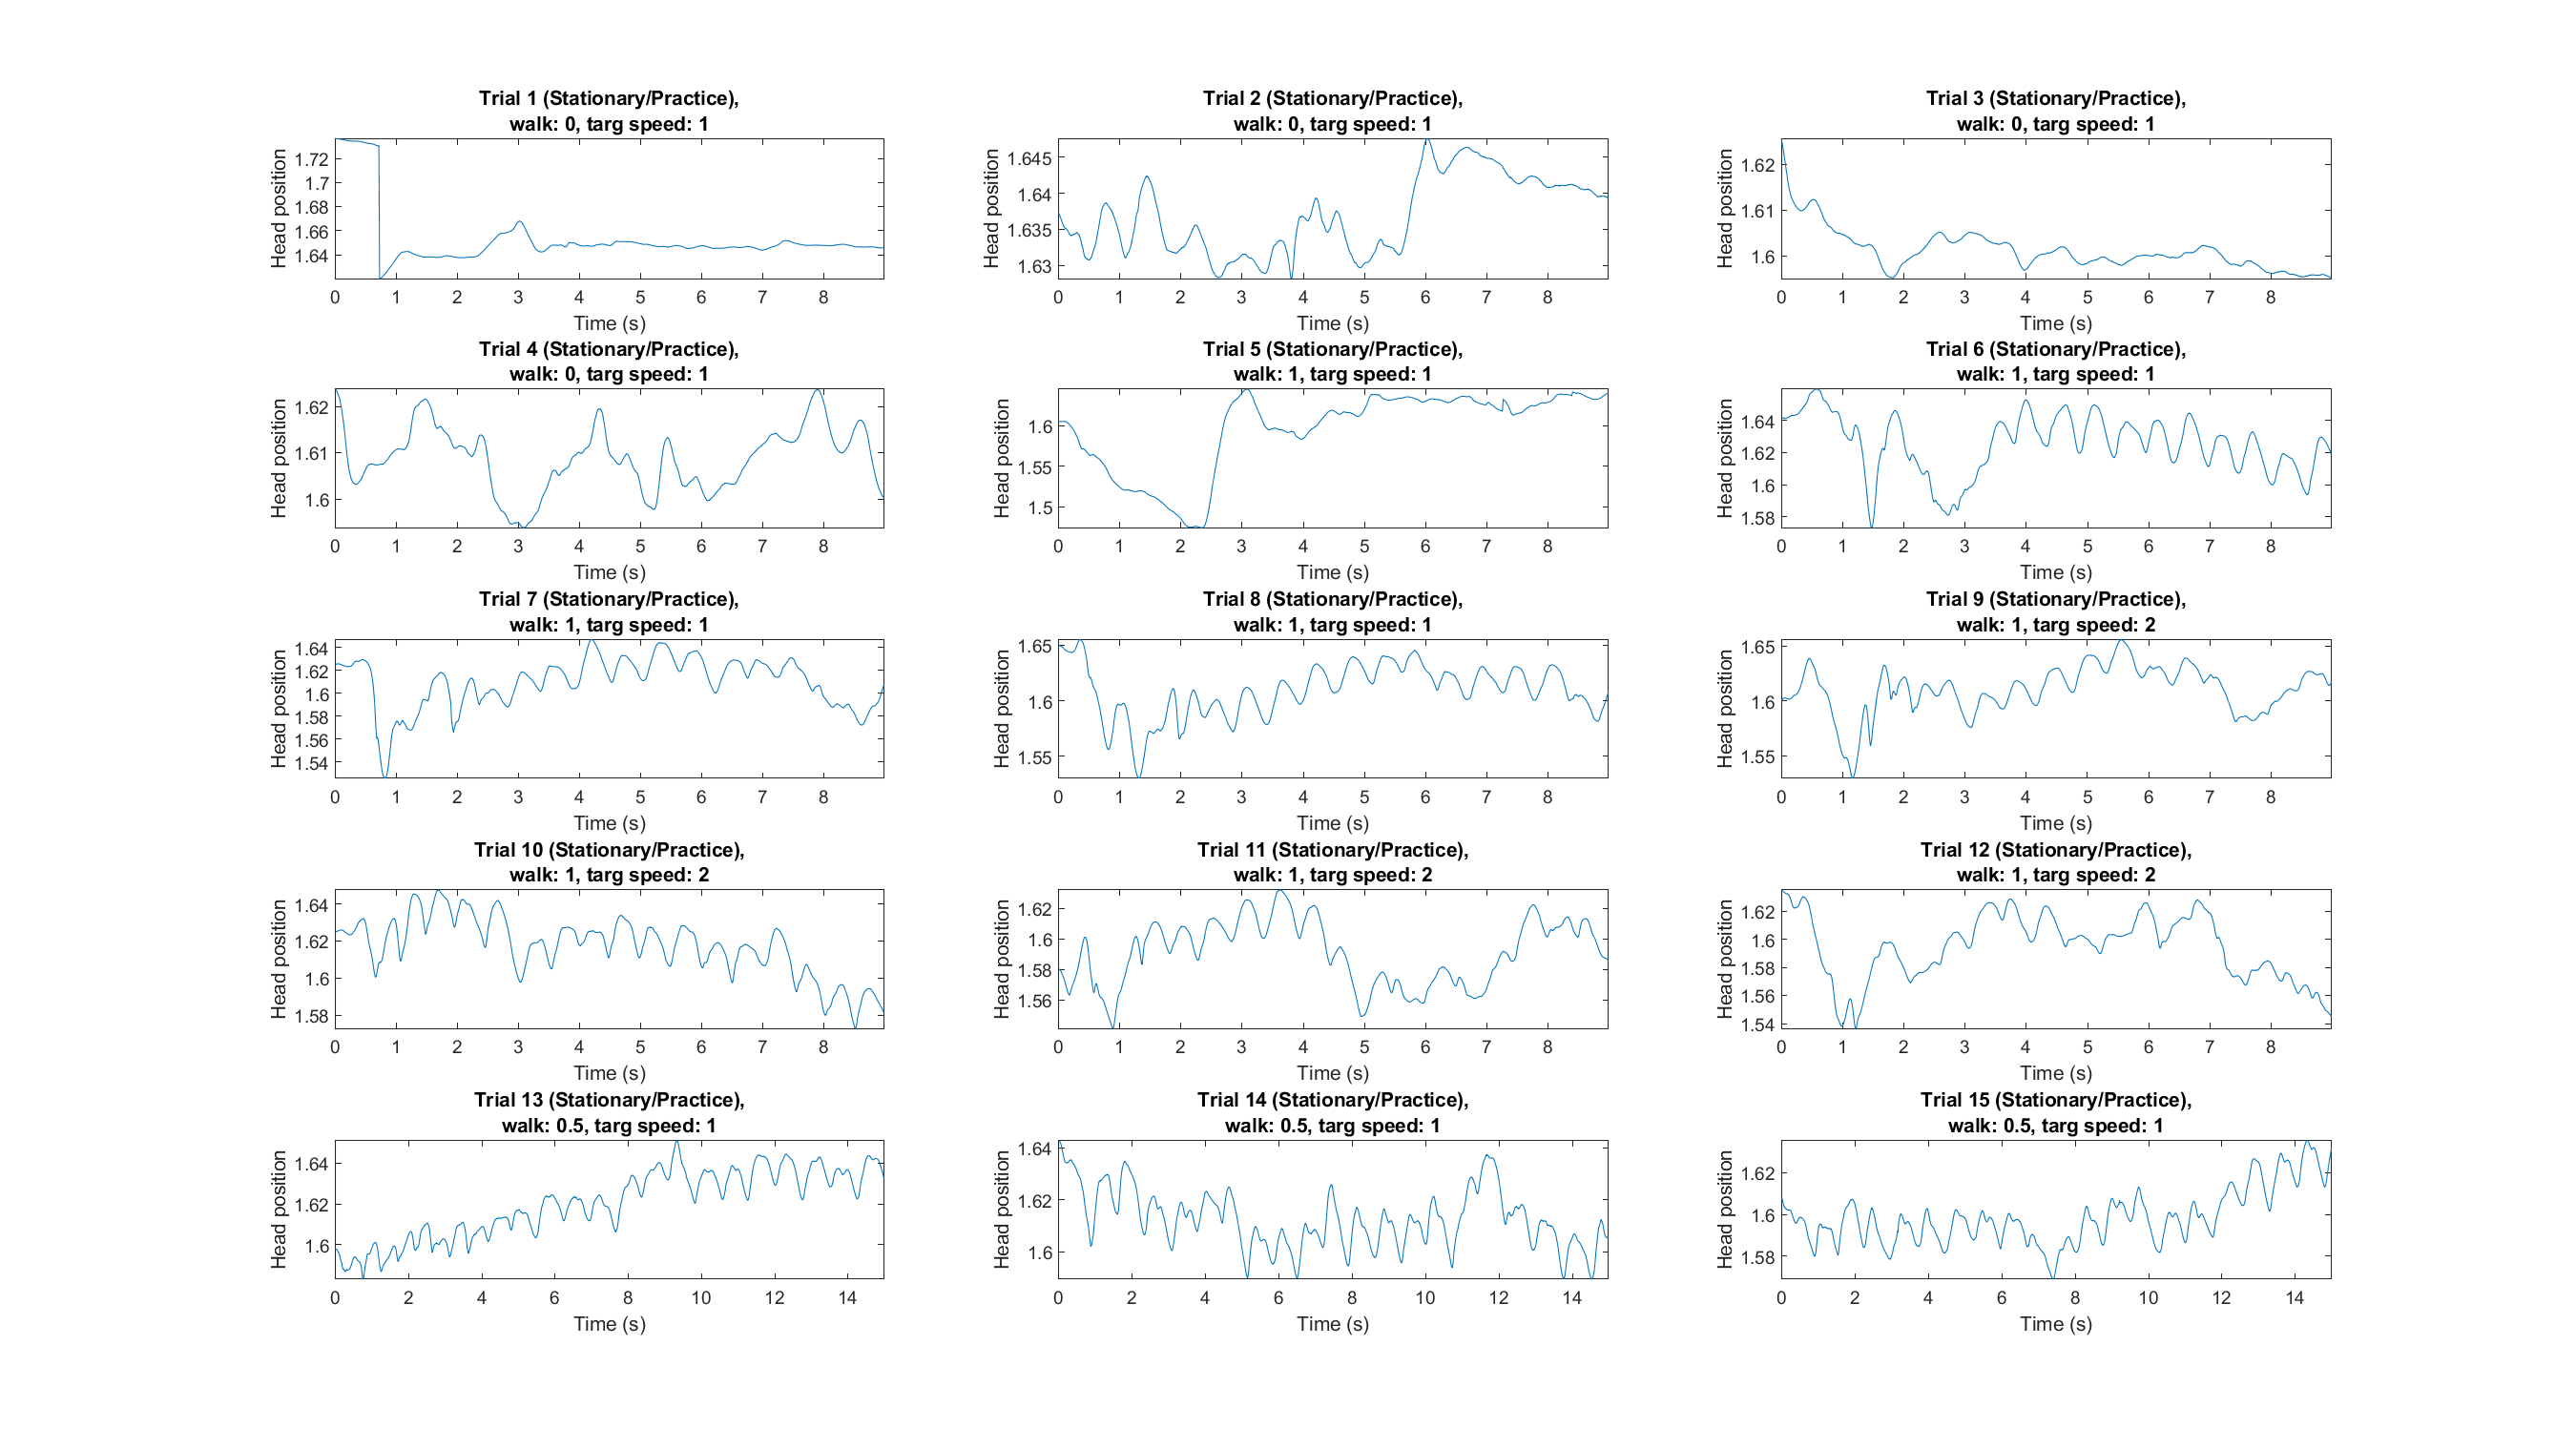 Trial 1 (Stationary/Practice),
walk: 0, targ speed: 1
Head position
1.72
1.7
1.68
1.66
1.64
0 1 2 3 4 5 6 7 8
Time (s)
Trial 2 (Stationary/Practice),
walk: 0, targ speed: 1
Head position
1.645
1.64
1.635
1.63
0 1 2 3 4 5 6 7 8
Time (s)
Trial 3 (Stationary/Practice),
walk: 0, targ speed: 1
Head position
1.62
1.61
1.6
0 1 2 3 4 5 6 7 8
Time (s)
Trial 4 (Stationary/Practice),
walk: 0, targ speed: 1
Head position
1.62
1.61
1.6
0 1 2 3 4 5 6 7 8
Time (s)
Trial 5 (Stationary/Practice),
walk: 1, targ speed: 1
Head position
1.6
1.55
1.5
0 1 2 3 4 5 6 7 8
Time (s)
Trial 6 (Stationary/Practice),
walk: 1, targ speed: 1
Head position
1.64
1.62
1.6
1.58
0 1 2 3 4 5 6 7 8
Time (s)
Trial 7 (Stationary/Practice),
walk: 1, targ speed: 1
Head position
1.64
1.62
1.6
1.58
1.56
1.54
0 1 2 3 4 5 6 7 8
Time (s)
Trial 8 (Stationary/Practice),
walk: 1, targ speed: 1
Head position
1.65
1.6
1.55
0 1 2 3 4 5 6 7 8
Time (s)
Trial 9 (Stationary/Practice),
walk: 1, targ speed: 2
Head position
1.65
1.6
1.55
0 1 2 3 4 5 6 7 8
Time (s)
Trial 10 (Stationary/Practice),
walk: 1, targ speed: 2
Head position
1.64
1.62
1.6
1.58
0 1 2 3 4 5 6 7 8
Time (s)
Trial 11 (Stationary/Practice),
walk: 1, targ speed: 2
Head position
1.62
1.6
1.58
1.56
0 1 2 3 4 5 6 7 8
Time (s)
Trial 12 (Stationary/Practice),
walk: 1, targ speed: 2
Head position
1.62
1.6
1.58
1.56
1.54
0 1 2 3 4 5 6 7 8
Time (s)
Trial 13 (Stationary/Practice),
walk: 0.5, targ speed: 1
Head position
1.64
1.62
1.6
0 2 4 6 8 10 12 14
Time (s)
Trial 14 (Stationary/Practice),
walk: 0.5, targ speed: 1
Head position
1.64
1.62
1.6
0 2 4 6 8 10 12 14
Time (s)
Trial 15 (Stationary/Practice),
walk: 0.5, targ speed: 1
Head position
1.62
1.6
1.58
0 2 4 6 8 10 12 14
Time (s)